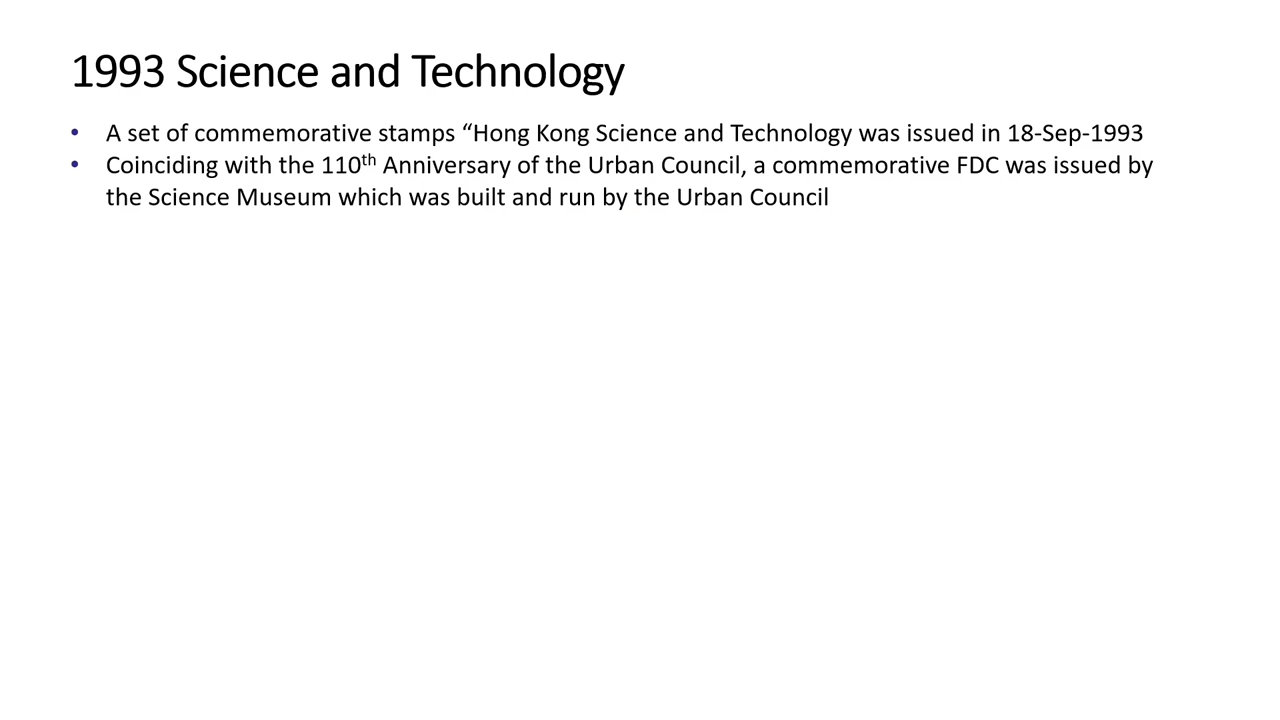 1993 Science and Technology
• A set of commemorative stamps “Hong Kong Science and Technology was issued in 18-Sep-1993
• Coinciding with the 110th Anniversary of the Urban Council, a commemorative FDC was issued by
the Science Museum which was built and run by the Urban Council